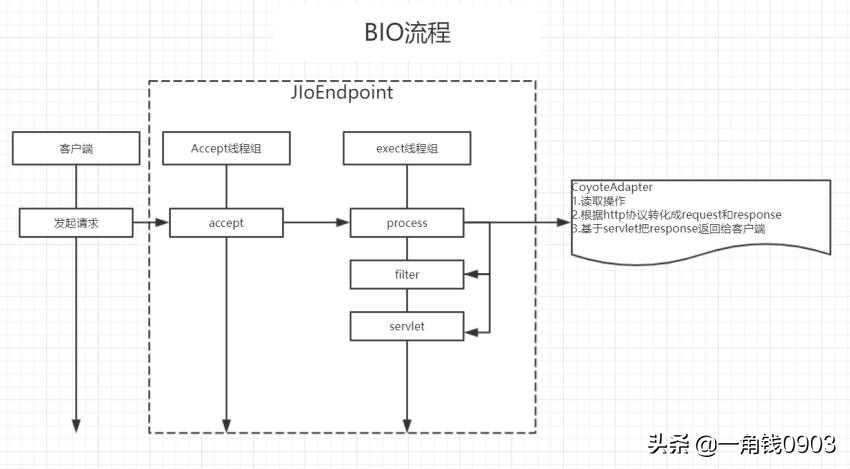 BIO流程
JIoEndpoint
客户端
Accept线程组
exect线程组
发起请求
accept
process
CoyoteAdapter
1.读取操作
2.根据http协议转化成request和response
3.基于servlet把response返回给客户端
filter
servlet
头条 @一角钱0903